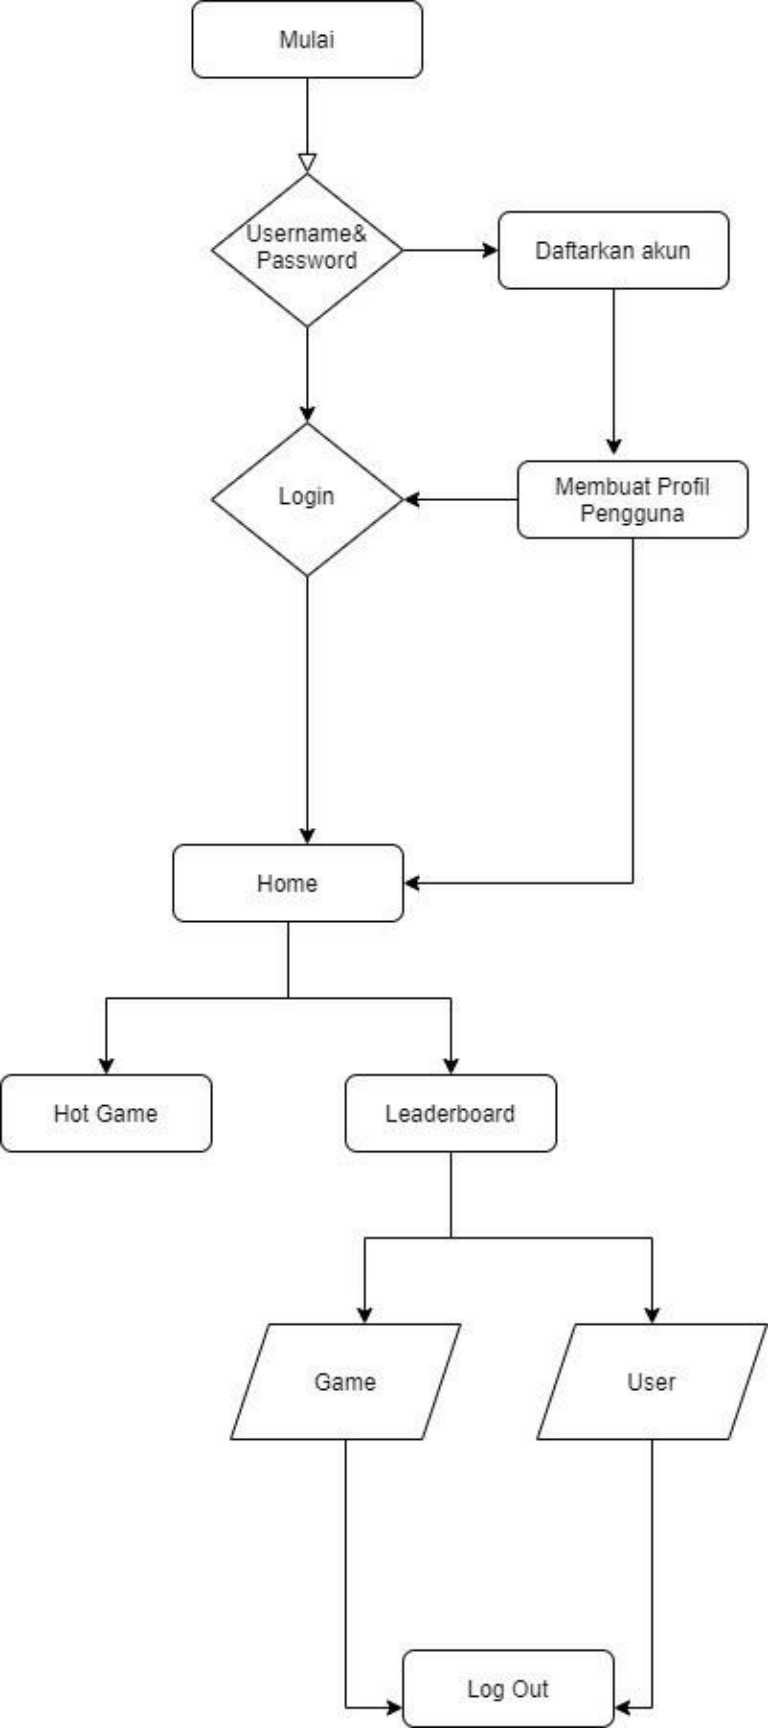 Mulai
Username&
Password
Daftarkan akun
Login
Membuat Profil
Pengguna
Home
Hot Game
Leaderboard
Game
User
Log Out